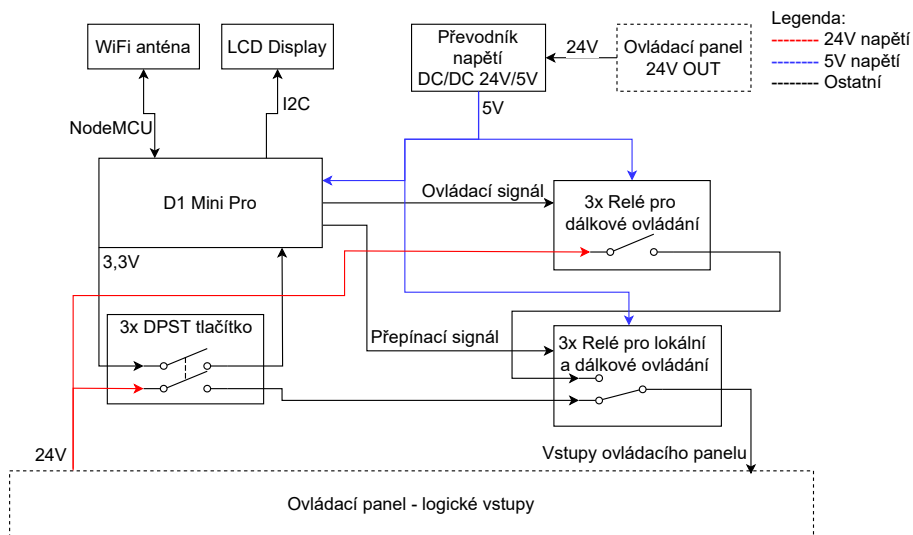 Legenda:
24V napětí
5V napětí
Ostatní
WiFi anténa
LCD Display
Převodník
napětí
DC/DC 24V/5V
24V
Ovládací panel
24V OUT
5V
I2C
NodeMCU
D1 Mini Pro
Ovládací signál
3x Relé pro
dálkové ovládání
3,3V
3x DPST tlačítko
Přepínací signál
3x Relé pro lokální
a dálkové ovládání
24V
Vstupy ovládacího panelu
Ovládací panel - logické vstupy